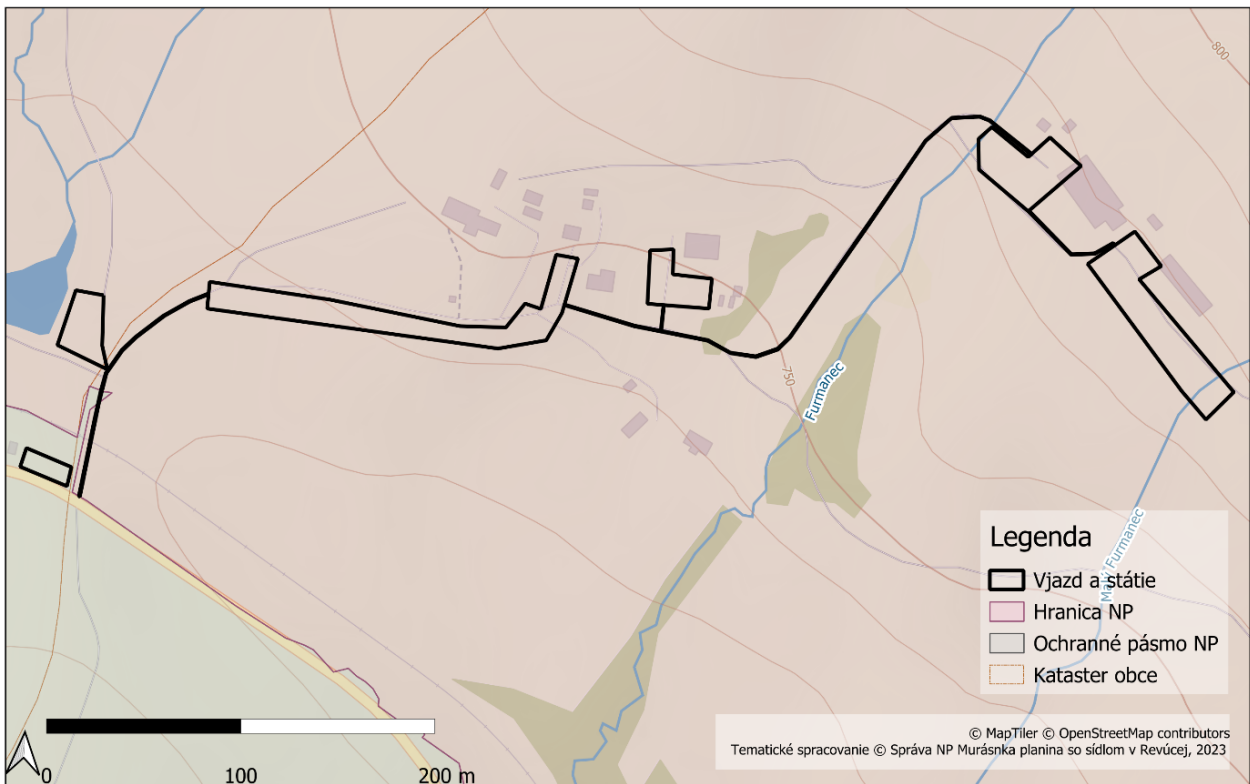 800
750
Furmanec
Malý Furmanec
Legenda
Vjazd a státie
Hranica NP
Ochranné pásmo NP
Kataster obce
© MapTiler © OpenStreetMap contributors
Tematické spracovanie © Správa NP Murásnka planina so sídlom v Revúcej, 2023
0 100 200 m